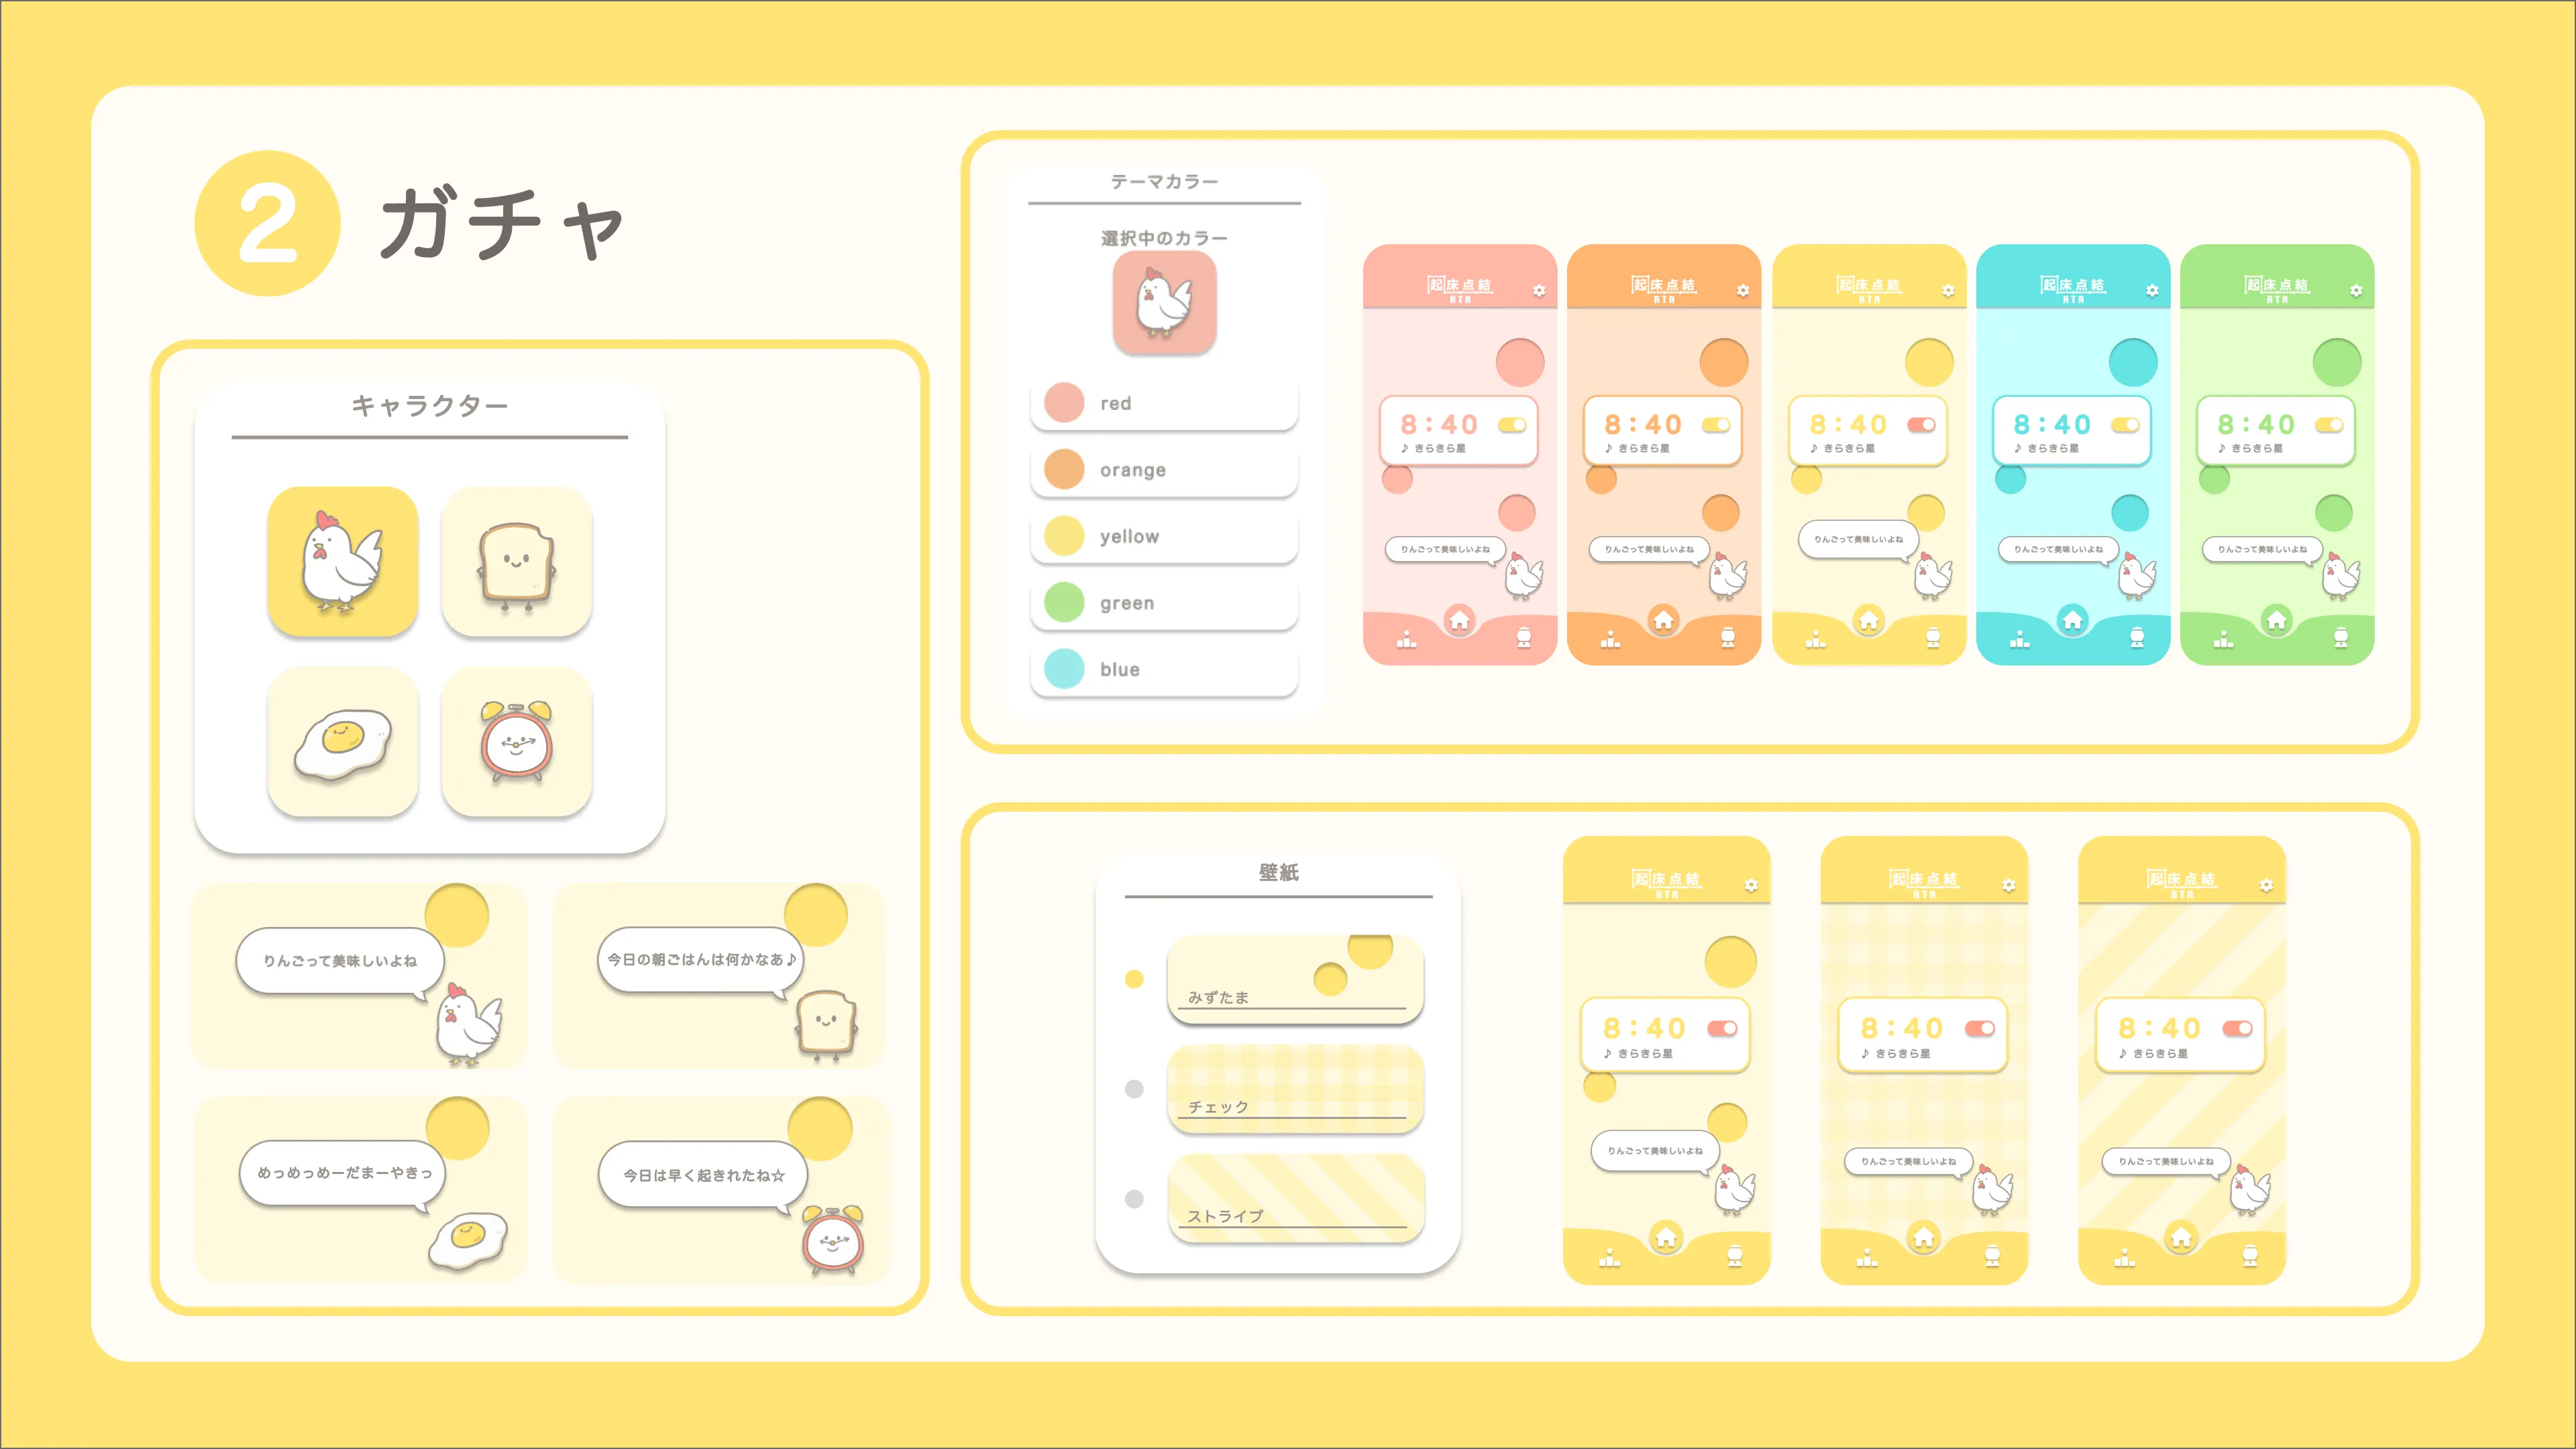 2 ガチャ
キャラクター
りんごって美味しいよね
今日の朝ごはんは何かなあ♪
めっめっめーだまーやきっ
今日は早く起きれたね☆
テーマカラー
選択中のカラー
red
orange
yellow
green
blue
起床点結
RTA
8:40
♪ きらきら星
りんごって美味しいよね
起床点結
RTA
8:40
♪ きらきら星
りんごって美味しいよね
起床点結
RTA
8:40
♪ きらきら星
りんごって美味しいよね
起床点結
RTA
8:40
♪ きらきら星
りんごって美味しいよね
起床点結
RTA
8:40
♪ きらきら星
りんごって美味しいよね
壁紙
みずたま
チェック
ストライプ
起床点結
RTA
8:40
♪ きらきら星
りんごって美味しいよね
起床点結
RTA
8:40
♪ きらきら星
りんごって美味しいよね
起床点結
RTA
8:40
♪ きらきら星
りんごって美味しいよね